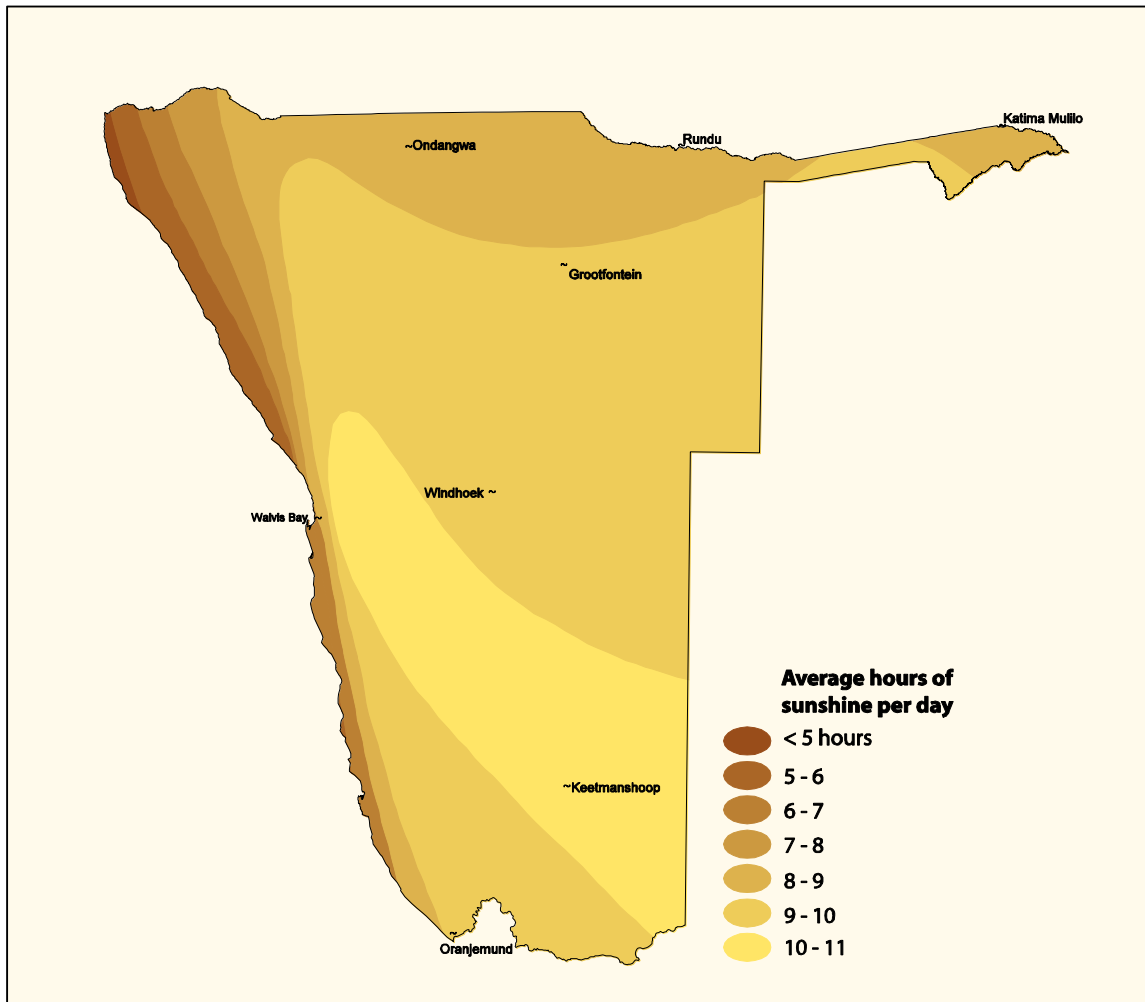 Katima Mulilo
Rundu
~Ondangwa
~
Grootfontein
Windhoek ~
Walvis Bay ~
Average hours of
sunshine per day
< 5 hours
5 - 6
6 - 7
~Keetmanshoop
7 - 8
8 - 9
9 - 10
~
Oranjemund
10 - 11